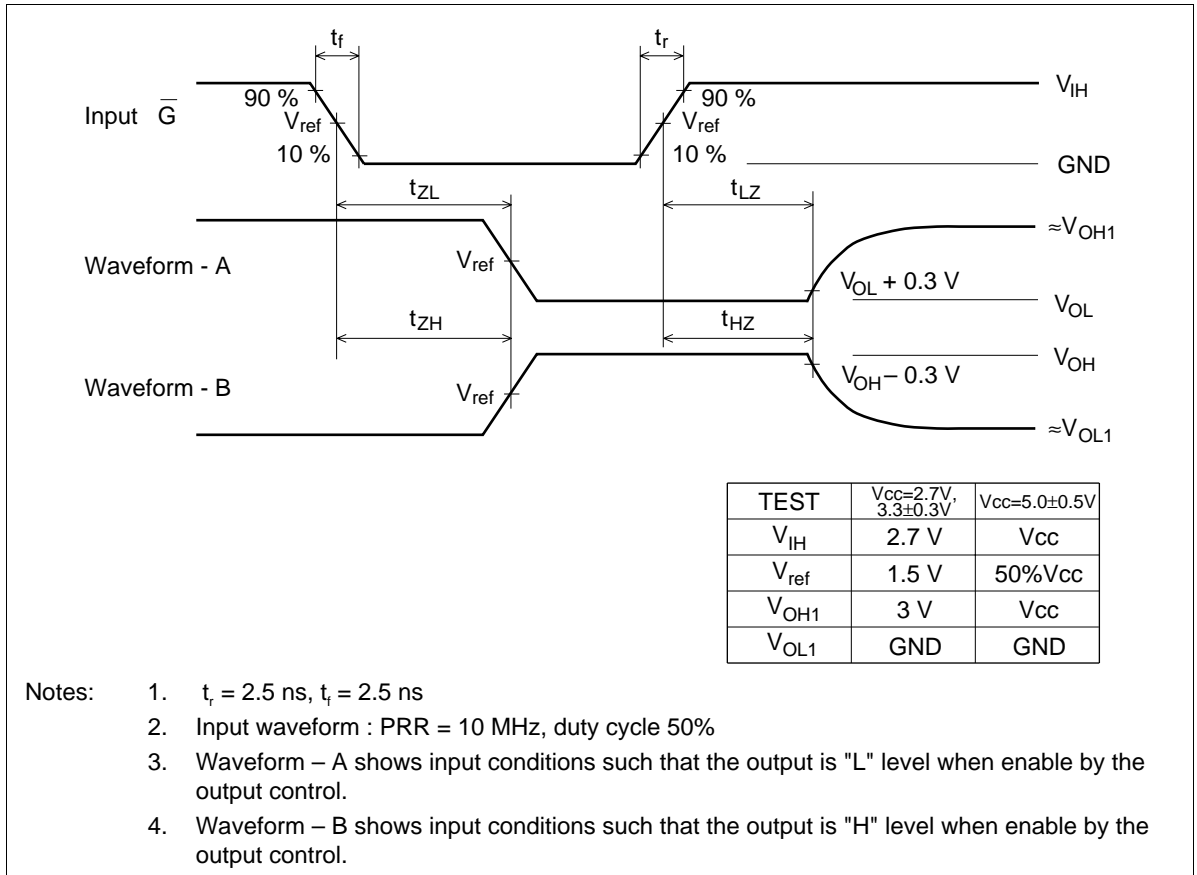 tf tr
90 % 90 % VIH
Input G̅ Vref Vref
10 % 10 % GND
tZL tLZ
≈VOH1
Waveform - A Vref VOL + 0.3 V
VOL
tZH tHZ
VOH
Waveform - B Vref VOH – 0.3 V
≈VOL1
TEST Vcc=2.7V, 3.3±0.3V Vcc=5.0±0.5V
VIH 2.7 V Vcc
Vref 1.5 V 50%Vcc
VOH1 3 V Vcc
VOL1 GND GND
Notes: 1. tr = 2.5 ns, tf = 2.5 ns
2. Input waveform : PRR = 10 MHz, duty cycle 50%
3. Waveform – A shows input conditions such that the output is "L" level when enable by the
output control.
4. Waveform – B shows input conditions such that the output is "H" level when enable by the
output control.